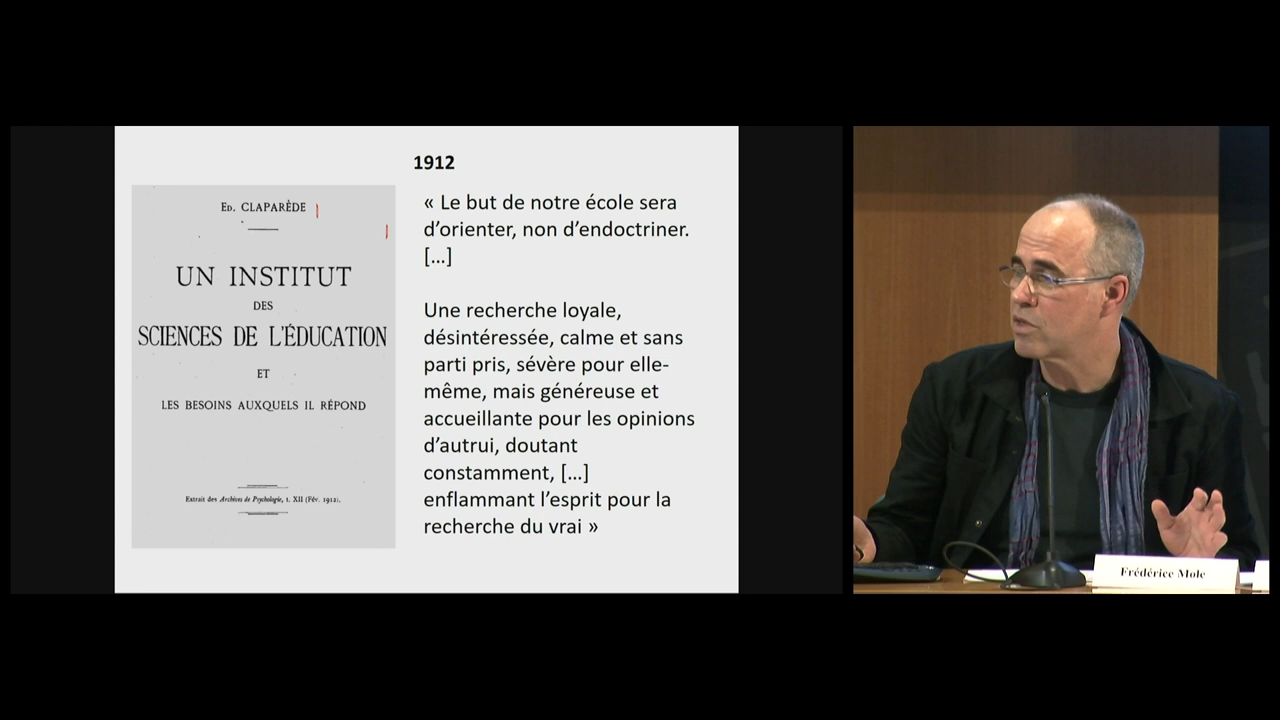 1912
ED. CLAPARÈDE
UN INSTITUT
DES
SCIENCES DE L'ÉDUCATION
ET
LES BESOINS AUXQUELS IL RÉPOND
Extrait des Archives de Psychologie, t. XII (Fév. 1912).
« Le but de notre école sera
d’orienter, non d’endoctriner.
[…]
Une recherche loyale,
désintéressée, calme et sans
parti pris, sévère pour elle-
même, mais généreuse et
accueillante pour les opinions
d’autrui, doutant
constamment, […]
enflammant l’esprit pour la
recherche du vrai »
Frédérice Mole